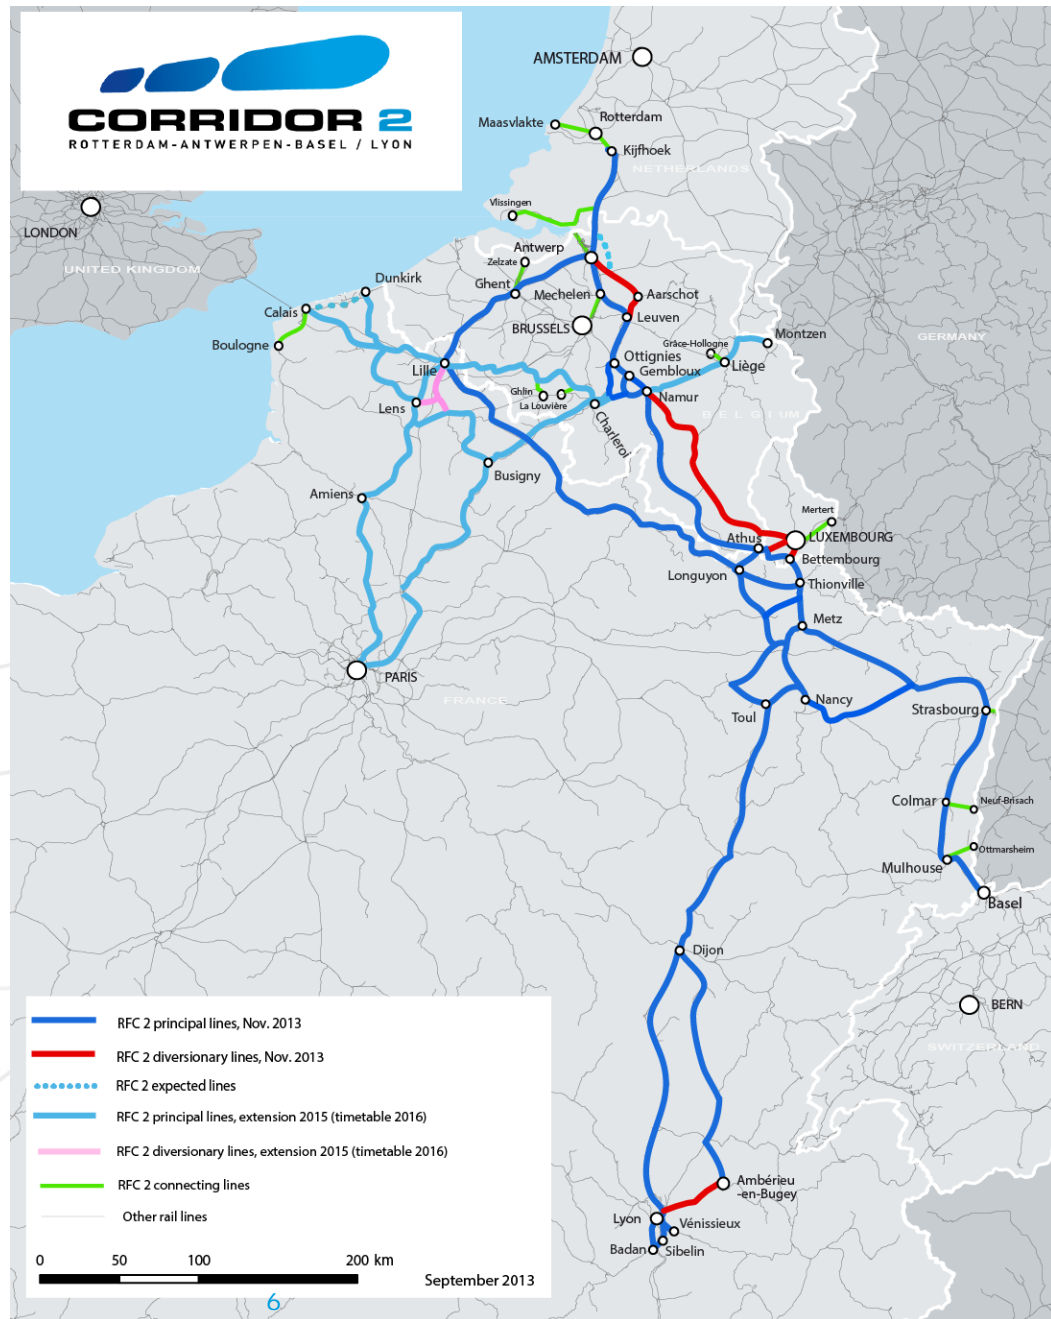 CORRIDOR 2
ROTTERDAM-ANTWERPEN-BASEL / LYON
AMSTERDAM
Maasvlakte
Rotterdam
Kijfhoek
NETHERLANDS
LONDON
Vlissingen
UNITED KINGDOM
Antwerp
Zelzate
Dunkirk
Ghent
Mechelen
Aarschot
Calais
Leuven
BRUSSELS
Montzen
GERMANY
Boulogne
Grâce-Hollogne
Ottignies
Liège
Lille
Gembloux
Ghlin
Namur
Lens
La Louvière
BELGIUM
Charleroi
Busigny
Amiens
Mertert
Athus
LUXEMBOURG
Bettembourg
Longuyon
Thionville
Metz
PARIS
FRANCE
Nancy
Toul
Strasbourg
Colmar
Neuf-Brisach
Ottmarsheim
Mulhouse
Basel
Dijon
BERN
SWITZERLAND
RFC 2 principal lines, Nov. 2013
RFC 2 diversionary lines, Nov. 2013
RFC 2 expected lines
RFC 2 principal lines, extension 2015 (timetable 2016)
RFC 2 diversionary lines, extension 2015 (timetable 2016)
RFC 2 connecting lines
Other rail lines
Ambérieu
-en-Bugey
Lyon
Vénissieux
Badan
Sibelin
0 50 100 200 km
September 2013
6